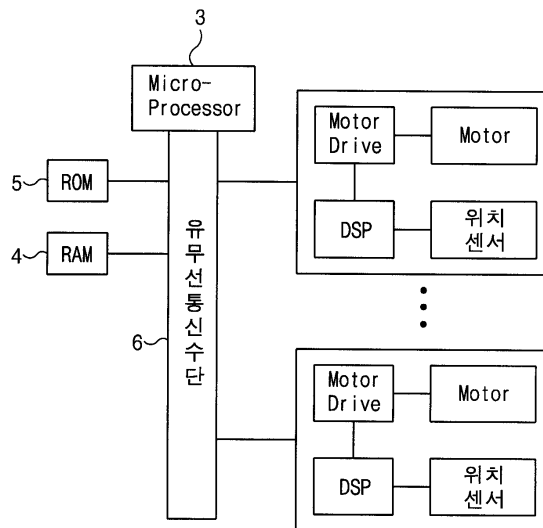 3
Micro-
Processor
5 ROM
4 RAM
6
유무선통신수단
Motor
Drive
Motor
DSP
위치
센서
Motor
Drive
Motor
DSP
위치
센서